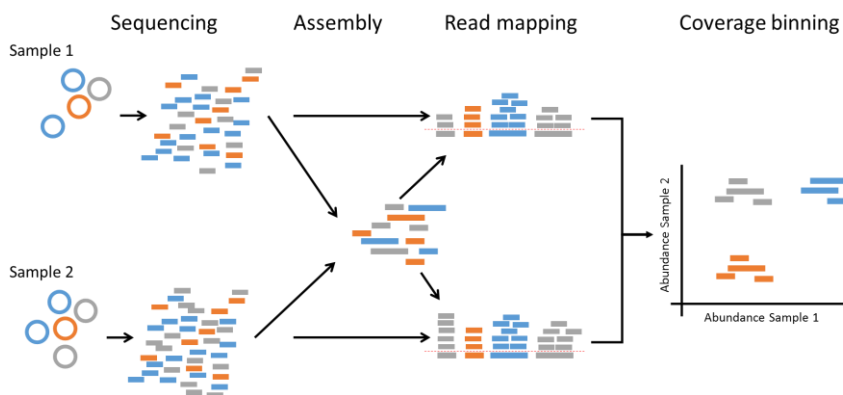 Sequencing
Assembly
Read mapping
Coverage binning
Sample 1
Sample 2
Abundance Sample 2
Abundance Sample 1